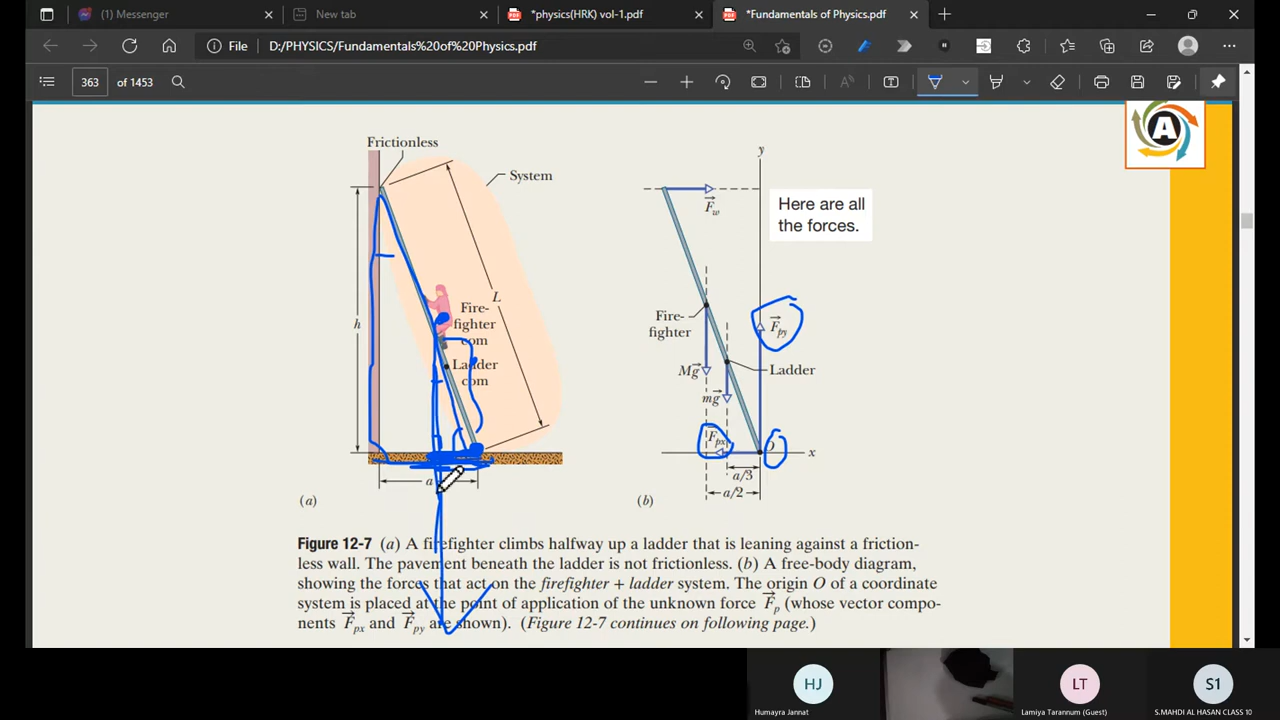 (1) Messenger
New tab
*physics(HRK) vol-1.pdf
*Fundamentals of Physics.pdf
File
D:/PHYSICS/Fundamentals%20of%20Physics.pdf
363
of 1453
A
Frictionless
System
h
L
Fire-
fighter
com
Ladder
com
a
(a)
y
F⃗w
Here are all
the forces.
Fire-
fighter
F⃗py
Mg⃗
Ladder
mg⃗
F⃗px
O
x
a/3
a/2
(b)
Figure 12-7 (a) A firefighter climbs halfway up a ladder that is leaning against a friction-
less wall. The pavement beneath the ladder is not frictionless. (b) A free-body diagram,
showing the forces that act on the firefighter + ladder system. The origin O of a coordinate
system is placed at the point of application of the unknown force F⃗p (whose vector compo-
nents F⃗px and F⃗py are shown). (Figure 12-7 continues on following page.)
HJ
Humayra Jannat
LT
Lamiya Tarannum (Guest)
S1
S.MAHDI AL HASAN CLASS 10